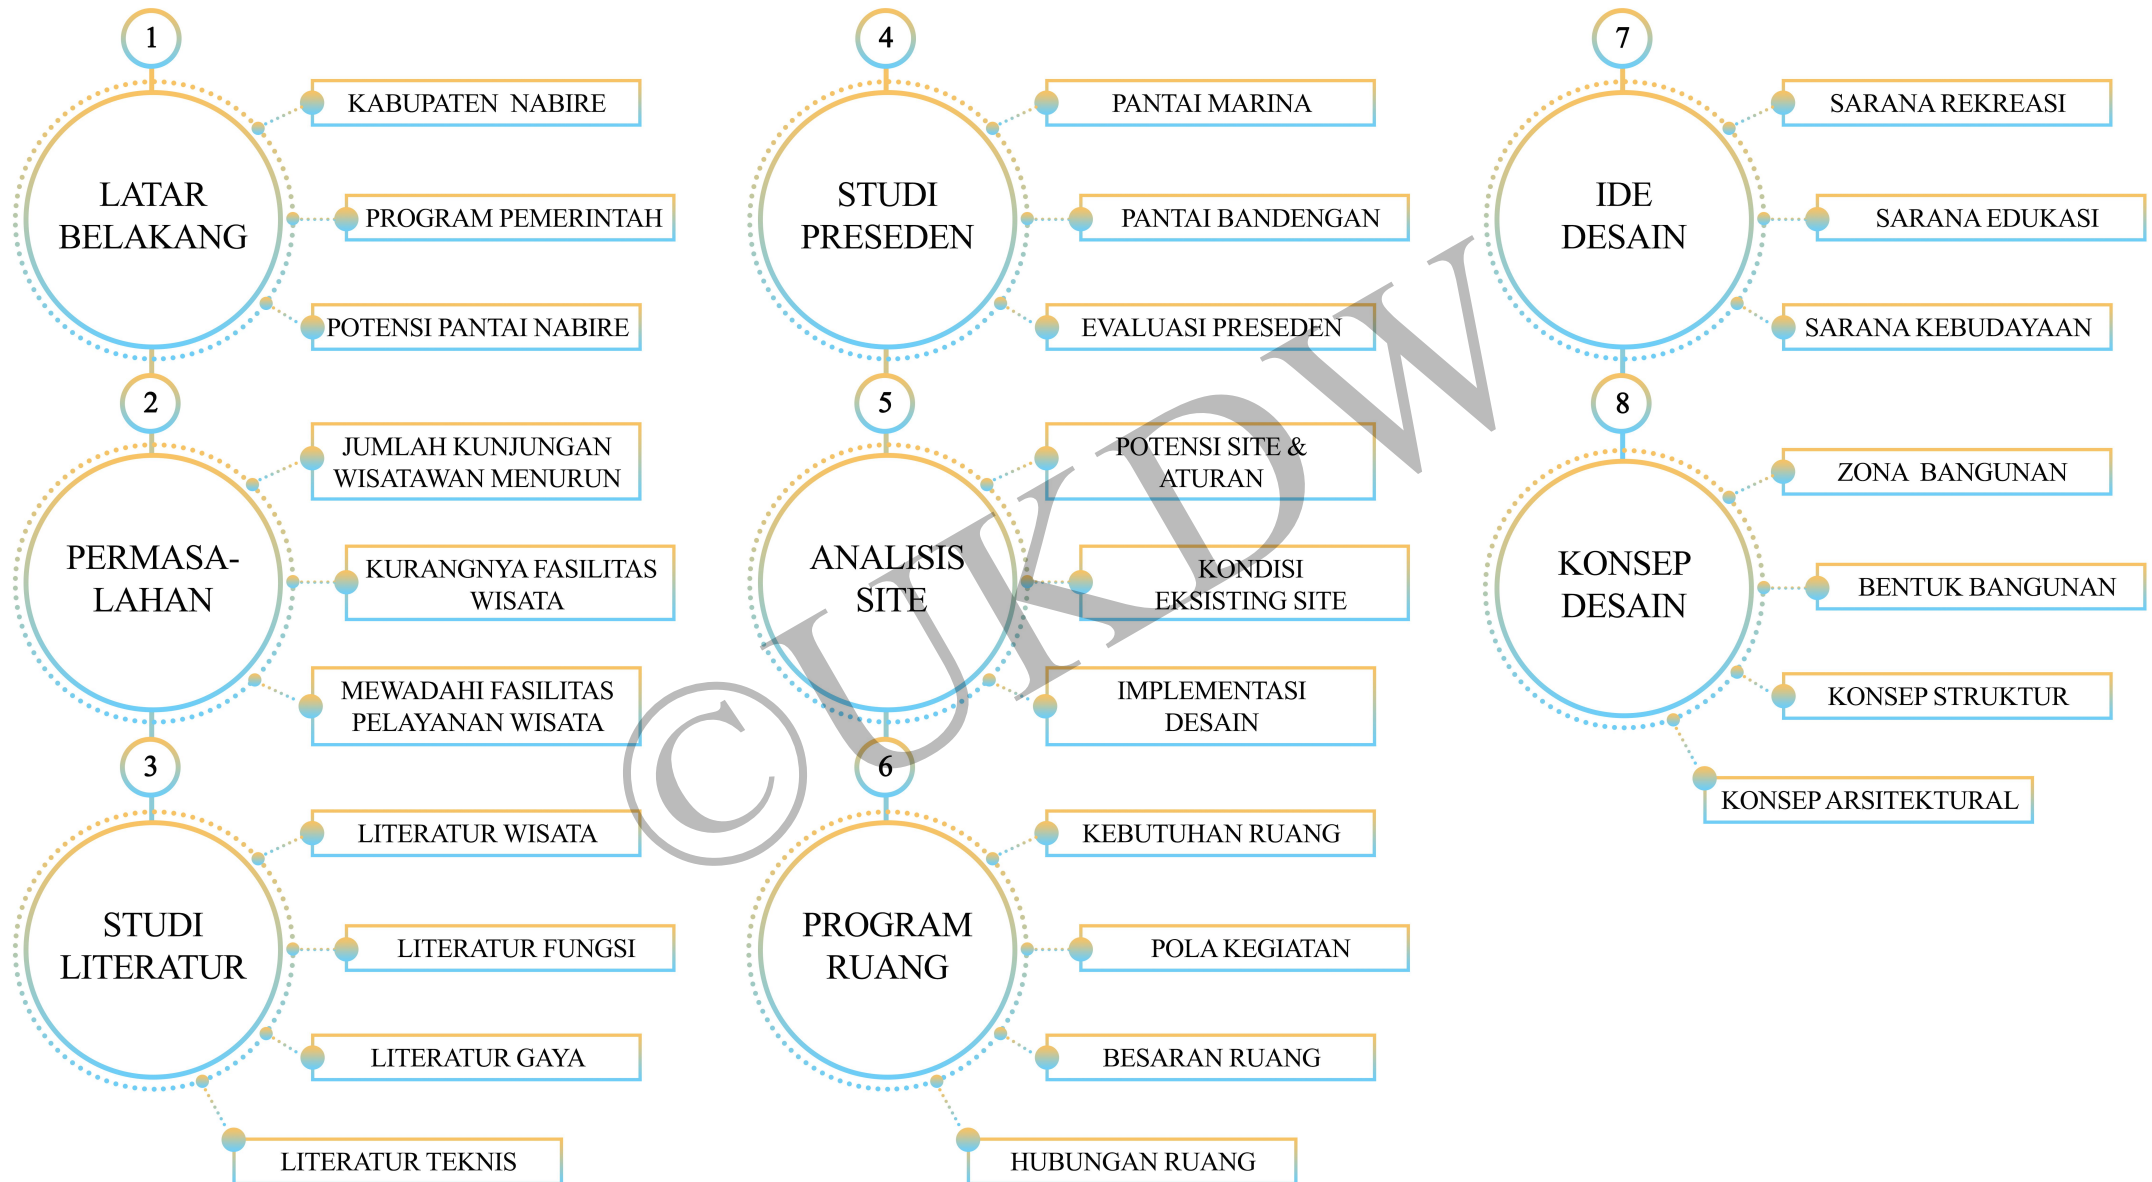 1
LATAR
BELAKANG
KABUPATEN NABIRE
PROGRAM PEMERINTAH
POTENSI PANTAI NABIRE
2
PERMASA-
LAHAN
JUMLAH KUNJUNGAN
WISATAWAN MENURUN
KURANGNYA FASILITAS
WISATA
MEWADAHI FASILITAS
PELAYANAN WISATA
3
STUDI
LITERATUR
LITERATUR WISATA
LITERATUR FUNGSI
LITERATUR GAYA
LITERATUR TEKNIS
4
STUDI
PRESEDEN
PANTAI MARINA
PANTAI BANDENGAN
EVALUASI PRESEDEN
5
ANALISIS
SITE
POTENSI SITE &
ATURAN
KONDISI
EKSISTING SITE
IMPLEMENTASI
DESAIN
6
PROGRAM
RUANG
KEBUTUHAN RUANG
POLA KEGIATAN
BESARAN RUANG
HUBUNGAN RUANG
7
IDE
DESAIN
SARANA REKREASI
SARANA EDUKASI
SARANA KEBUDAYAAN
8
KONSEP
DESAIN
ZONA BANGUNAN
BENTUK BANGUNAN
KONSEP STRUKTUR
KONSEP ARSITEKTURAL
©UKDW